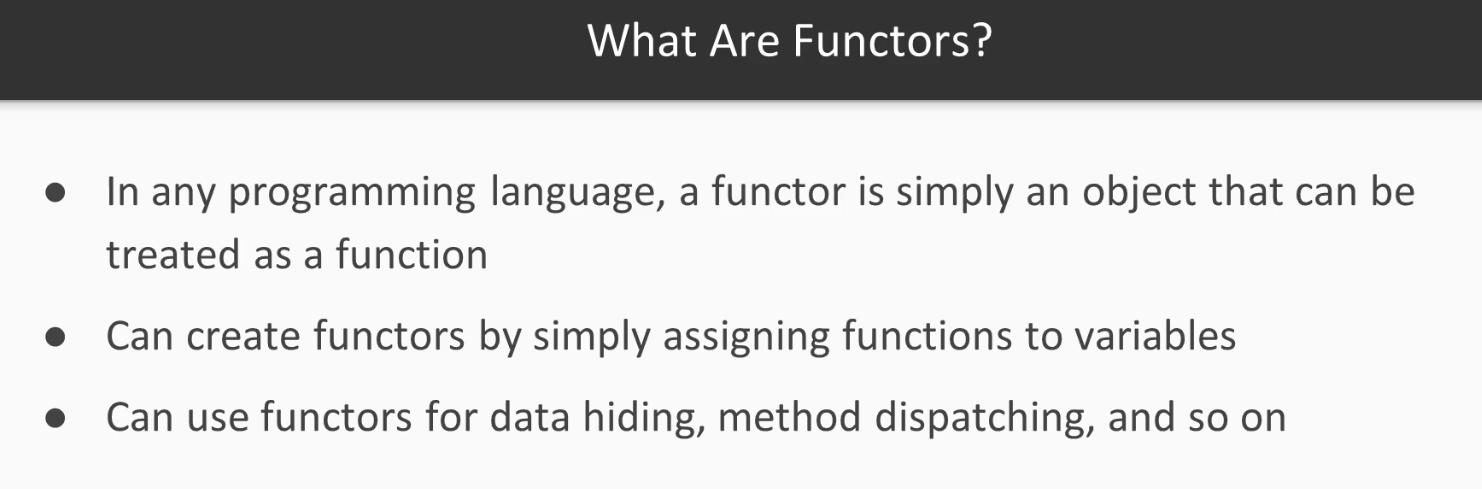 What Are Functors?
● In any programming language, a functor is simply an object that can be
treated as a function
● Can create functors by simply assigning functions to variables
● Can use functors for data hiding, method dispatching, and so on